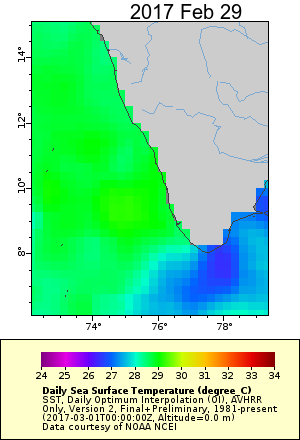 2017 Feb 29
14°
12°
10°
8°
74° 76° 78°
24 25 26 27 28 29 30 31 32 33 34
Daily Sea Surface Temperature (degree_C)
SST, Daily Optimum Interpolation (OI), AVHRR
Only, Version 2, Final+Preliminary, 1981-present
(2017-03-01T00:00:00Z, Altitude=0.0 m)
Data courtesy of NOAA NCEI